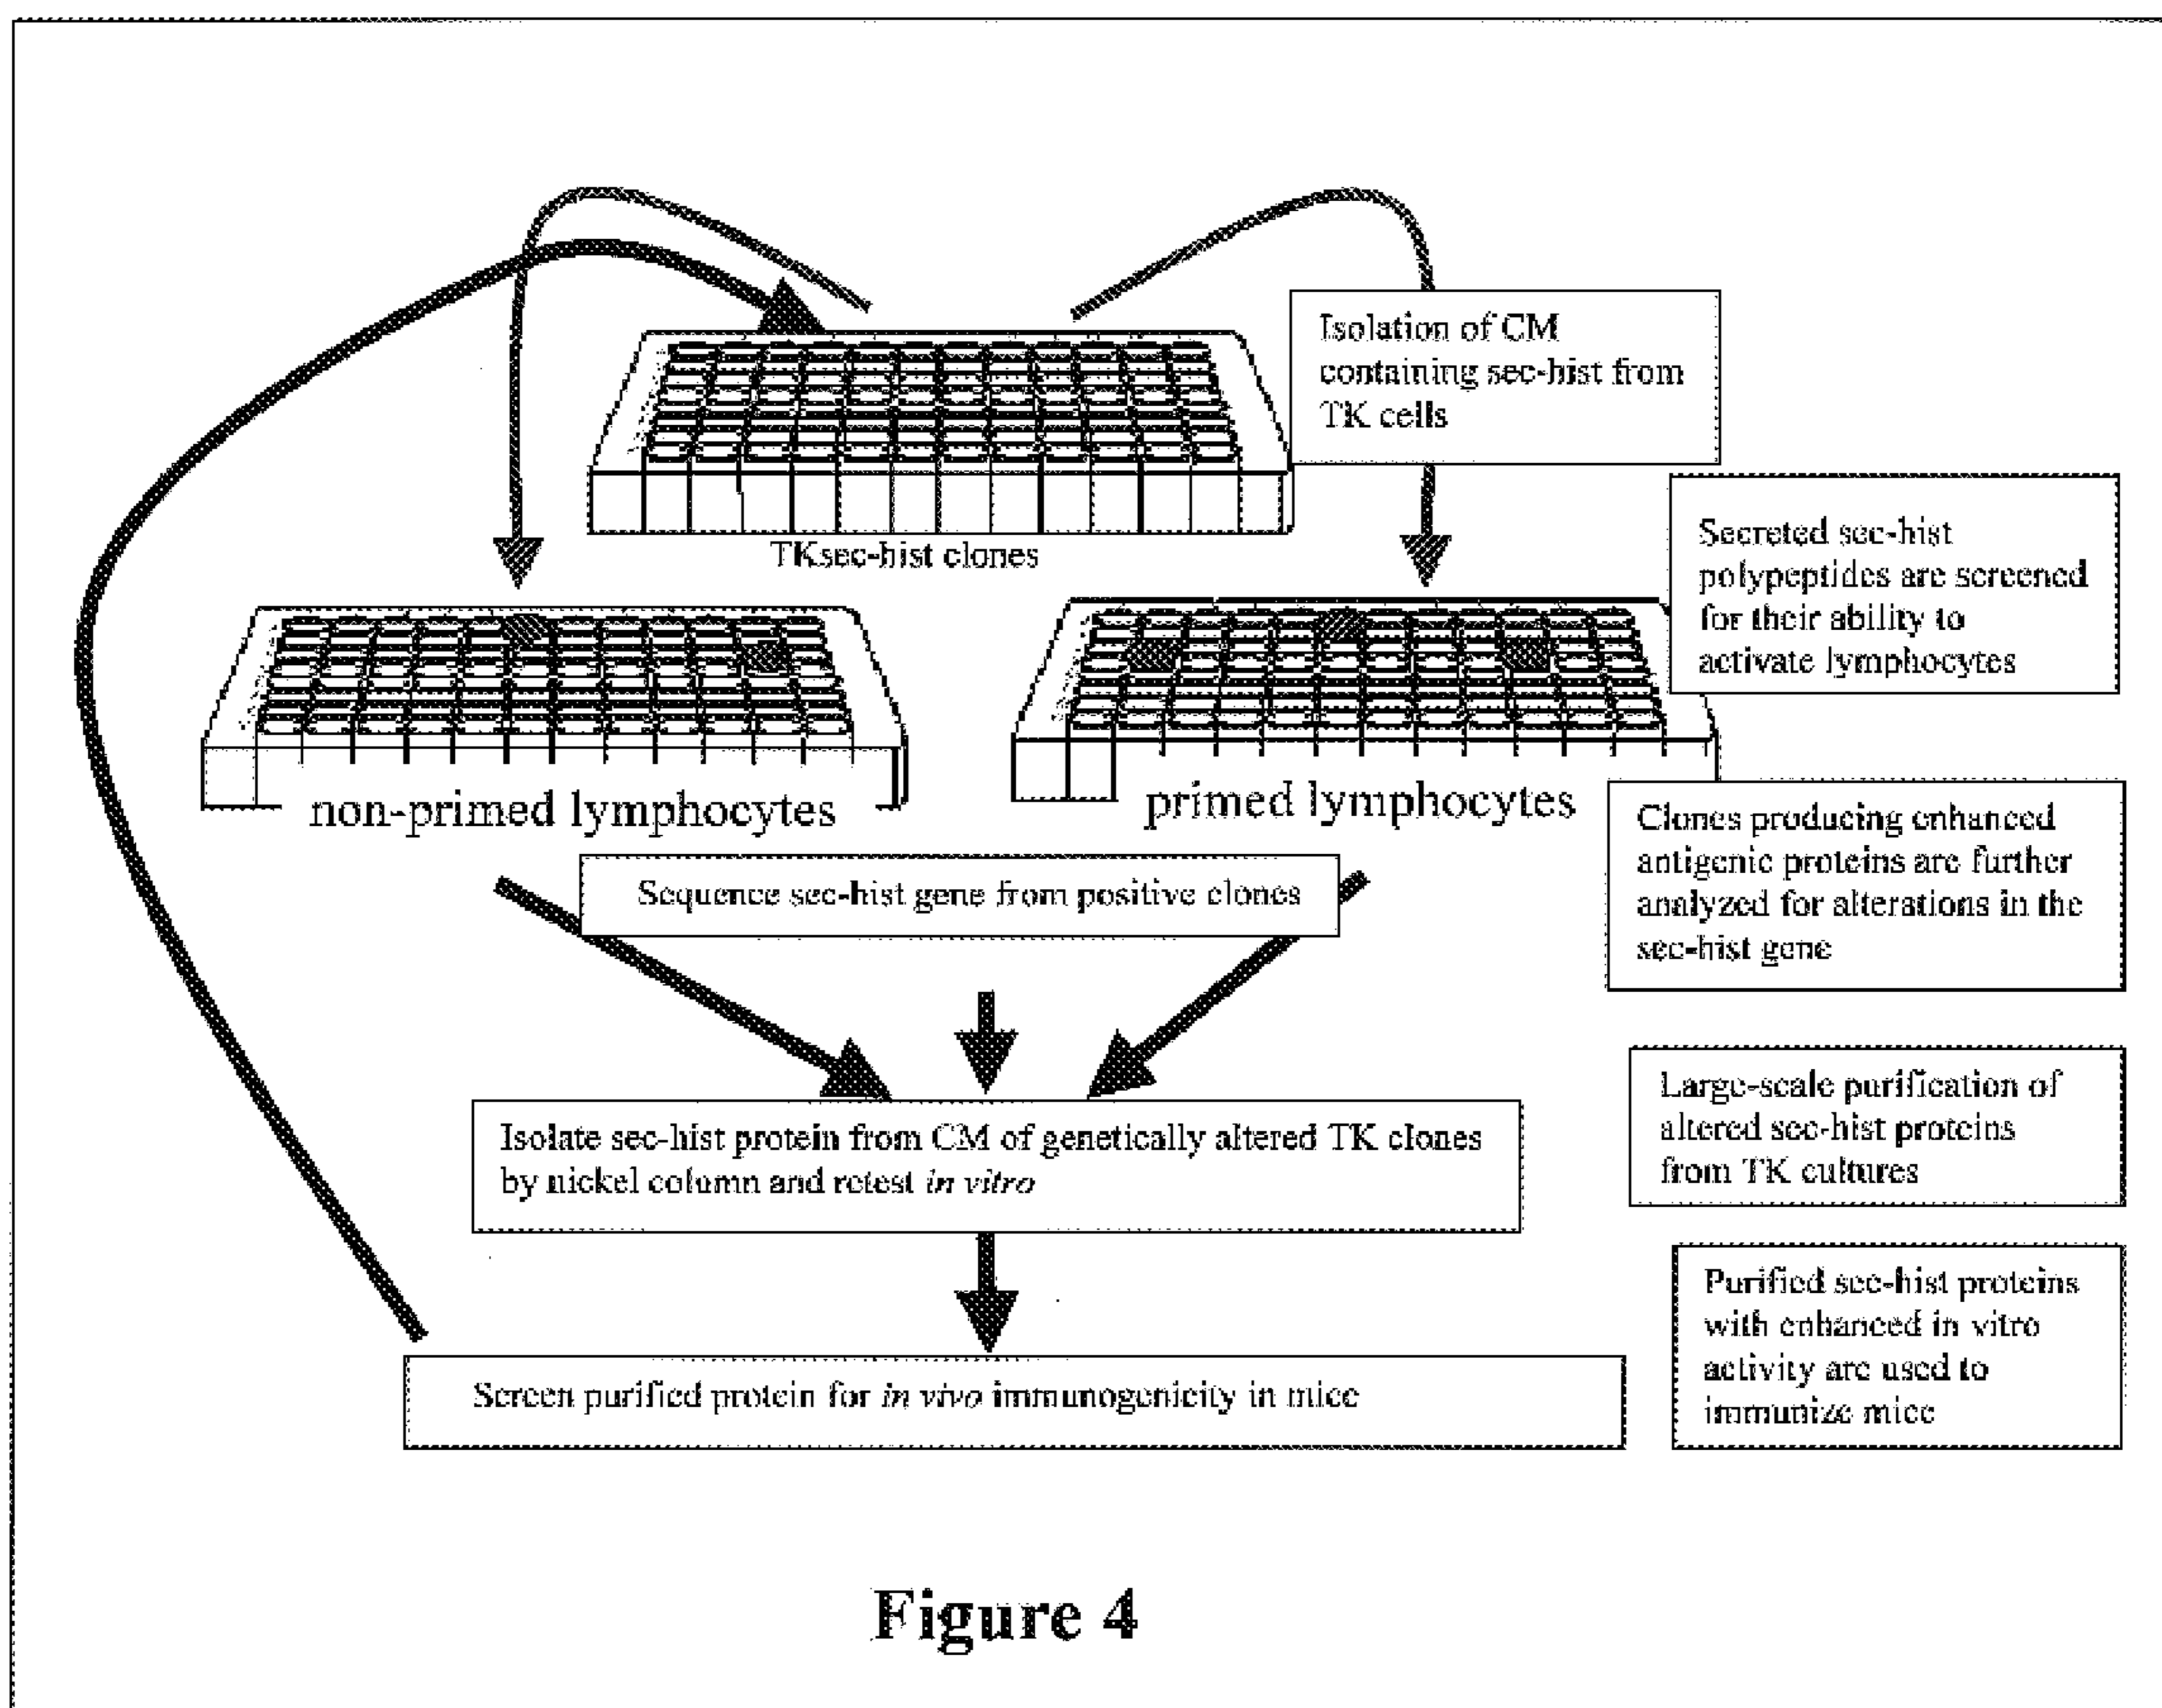 Isolation of CM
containing sec-hist from
TK cells
TKsec-hist clones
Secreted sec-hist
polypeptides are screened
for their ability to
activate lymphocytes
non-primed lymphocytes
primed lymphocytes
Clones producing enhanced
antigenic proteins are further
analyzed for alterations in the
sec-hist gene
Sequence sec-hist gene from positive clones
Large-scale purification of
altered sec-hist proteins
from TK cultures
Isolate sec-hist protein from CM of genetically altered TK clones
by nickel column and retest in vitro
Purified sec-hist proteins
with enhanced in vitro
activity are used to
immunize mice
Screen purified protein for in vivo immunogenicity in mice
Figure 4